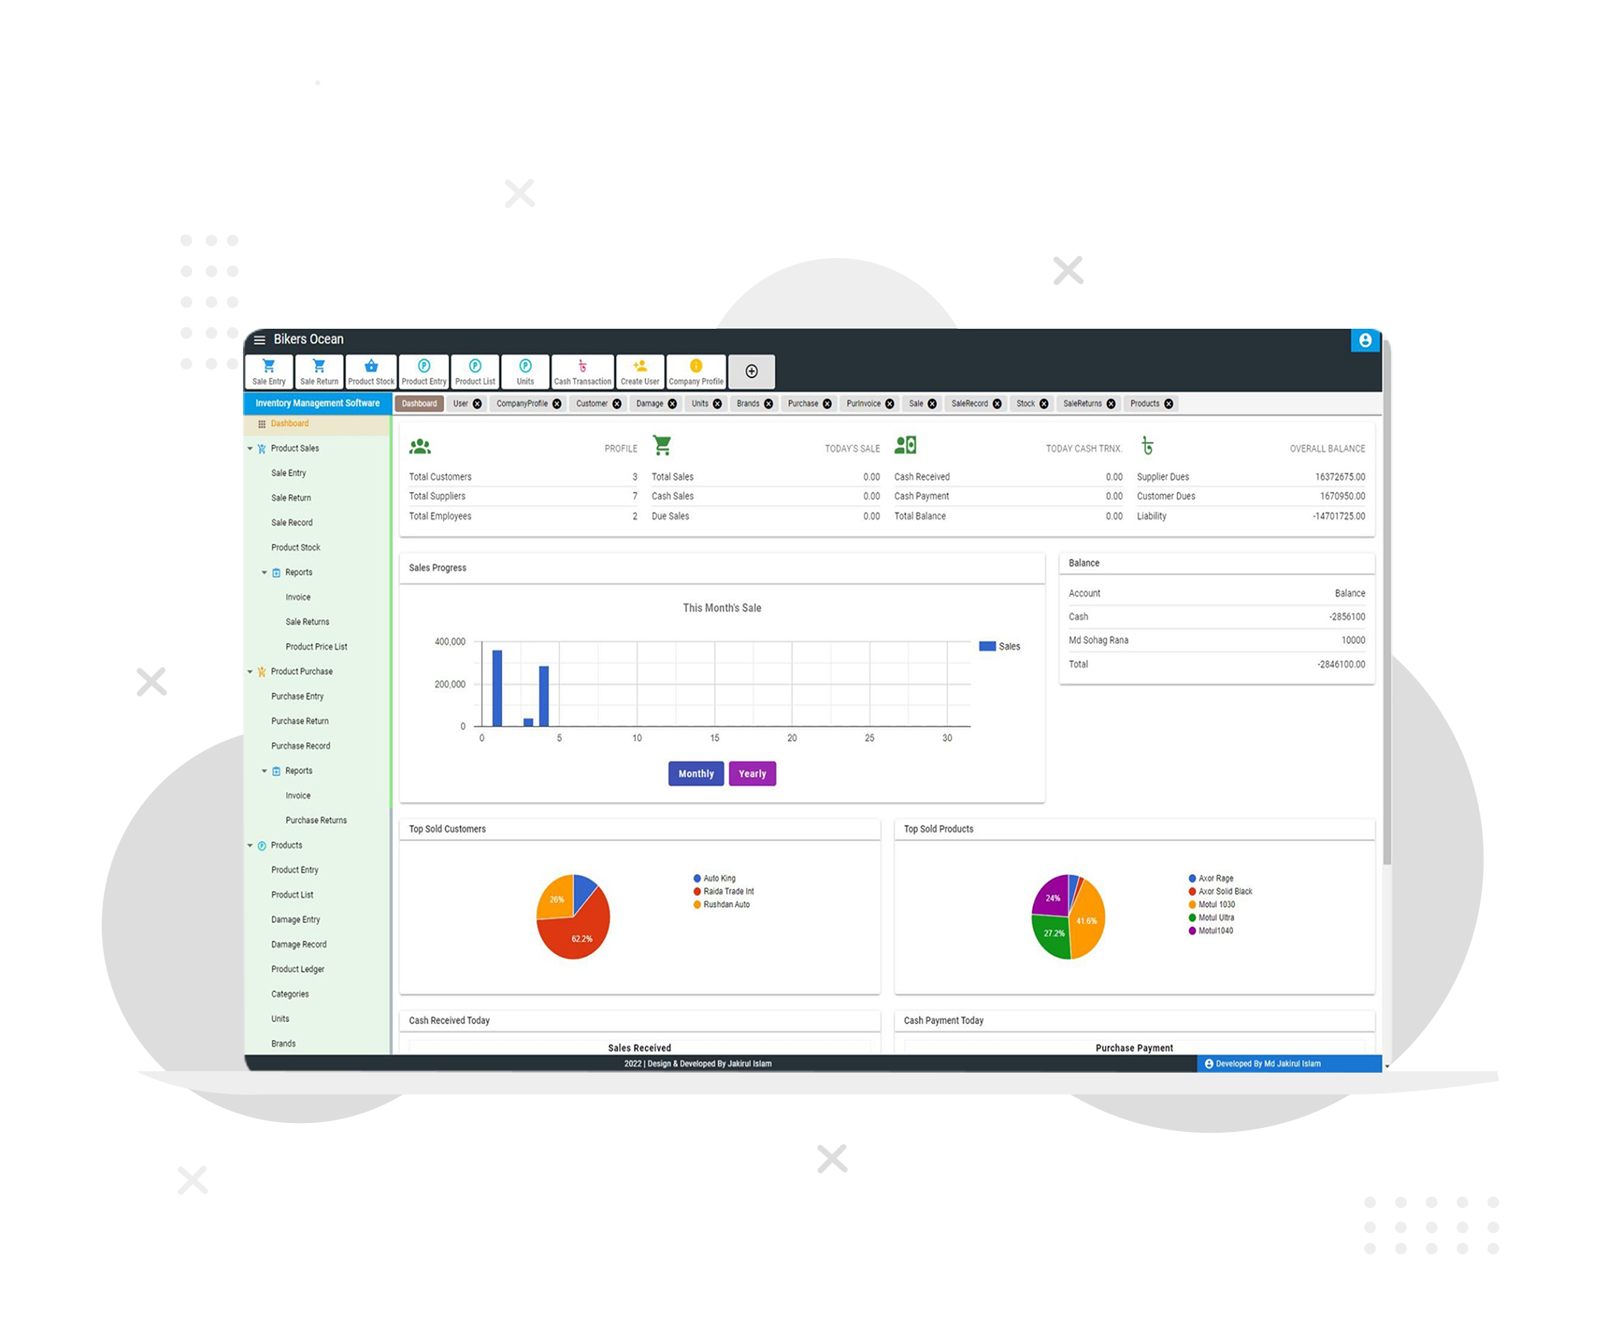 Bikers Ocean
Sale Entry
Sale Return
Product Stock
Product Entry
Product List
Units
Cash Transaction
Create User
Company Profile
Inventory Management Software
Dashboard
User
CompanyProfile
Customer
Damage
Units
Brands
Purchase
PurInvoice
Sale
SaleRecord
Stock
SaleReturns
Products
Dashboard
Product Sales
Sale Entry
Sale Return
Sale Record
Product Stock
Reports
Invoice
Sale Returns
Product Price List
Product Purchase
Purchase Entry
Purchase Return
Purchase Record
Reports
Invoice
Purchase Returns
Products
Product Entry
Product List
Damage Entry
Damage Record
Product Ledger
Categories
Units
Brands
PROFILE
Total Customers 3
Total Suppliers 7
Total Employees 2
TODAY'S SALE
Total Sales 0.00
Cash Sales 0.00
Due Sales 0.00
TODAY CASH TRNX.
Cash Received 0.00
Cash Payment 0.00
Total Balance 0.00
৳
OVERALL BALANCE
Supplier Dues 16372675.00
Customer Dues 1670950.00
Liability -14701725.00
Sales Progress
This Month's Sale
400,000
200,000
0
0 5 10 15 20 25 30
Sales
Monthly Yearly
Balance
Account Balance
Cash -2856100
Md Sohag Rana 10000
Total -2846100.00
Top Sold Customers
26%
62.2%
Auto King
Raida Trade Int
Rushdan Auto
Top Sold Products
24%
41.6%
27.2%
Axor Rage
Axor Solid Black
Motul 1030
Motul Ultra
Motul1040
Cash Received Today
Sales Received
Cash Payment Today
Purchase Payment
2022 | Design & Developed By Jakirul Islam
Developed By Md Jakirul Islam